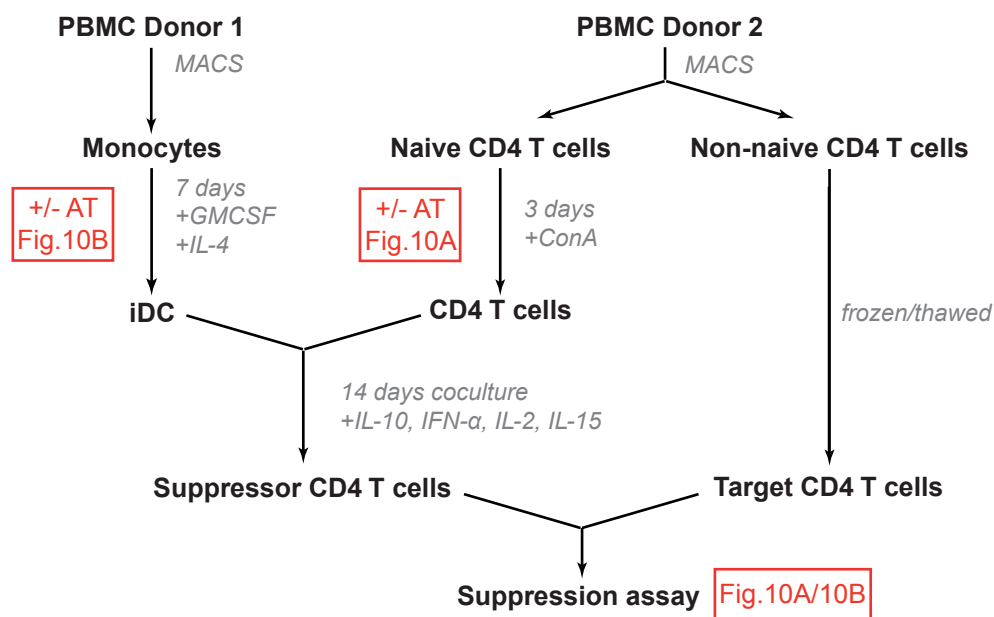 PBMC Donor 1
PBMC Donor 2
MACS
MACS
Monocytes
Naive CD4 T cells
Non-naive CD4 T cells
+/- AT
Fig.10B
7 days
+GMCSF
+IL-4
+/- AT
Fig.10A
3 days
+ConA
iDC
CD4 T cells
frozen/thawed
14 days coculture
+IL-10, IFN-α, IL-2, IL-15
Suppressor CD4 T cells
Target CD4 T cells
Suppression assay
Fig.10A/10B